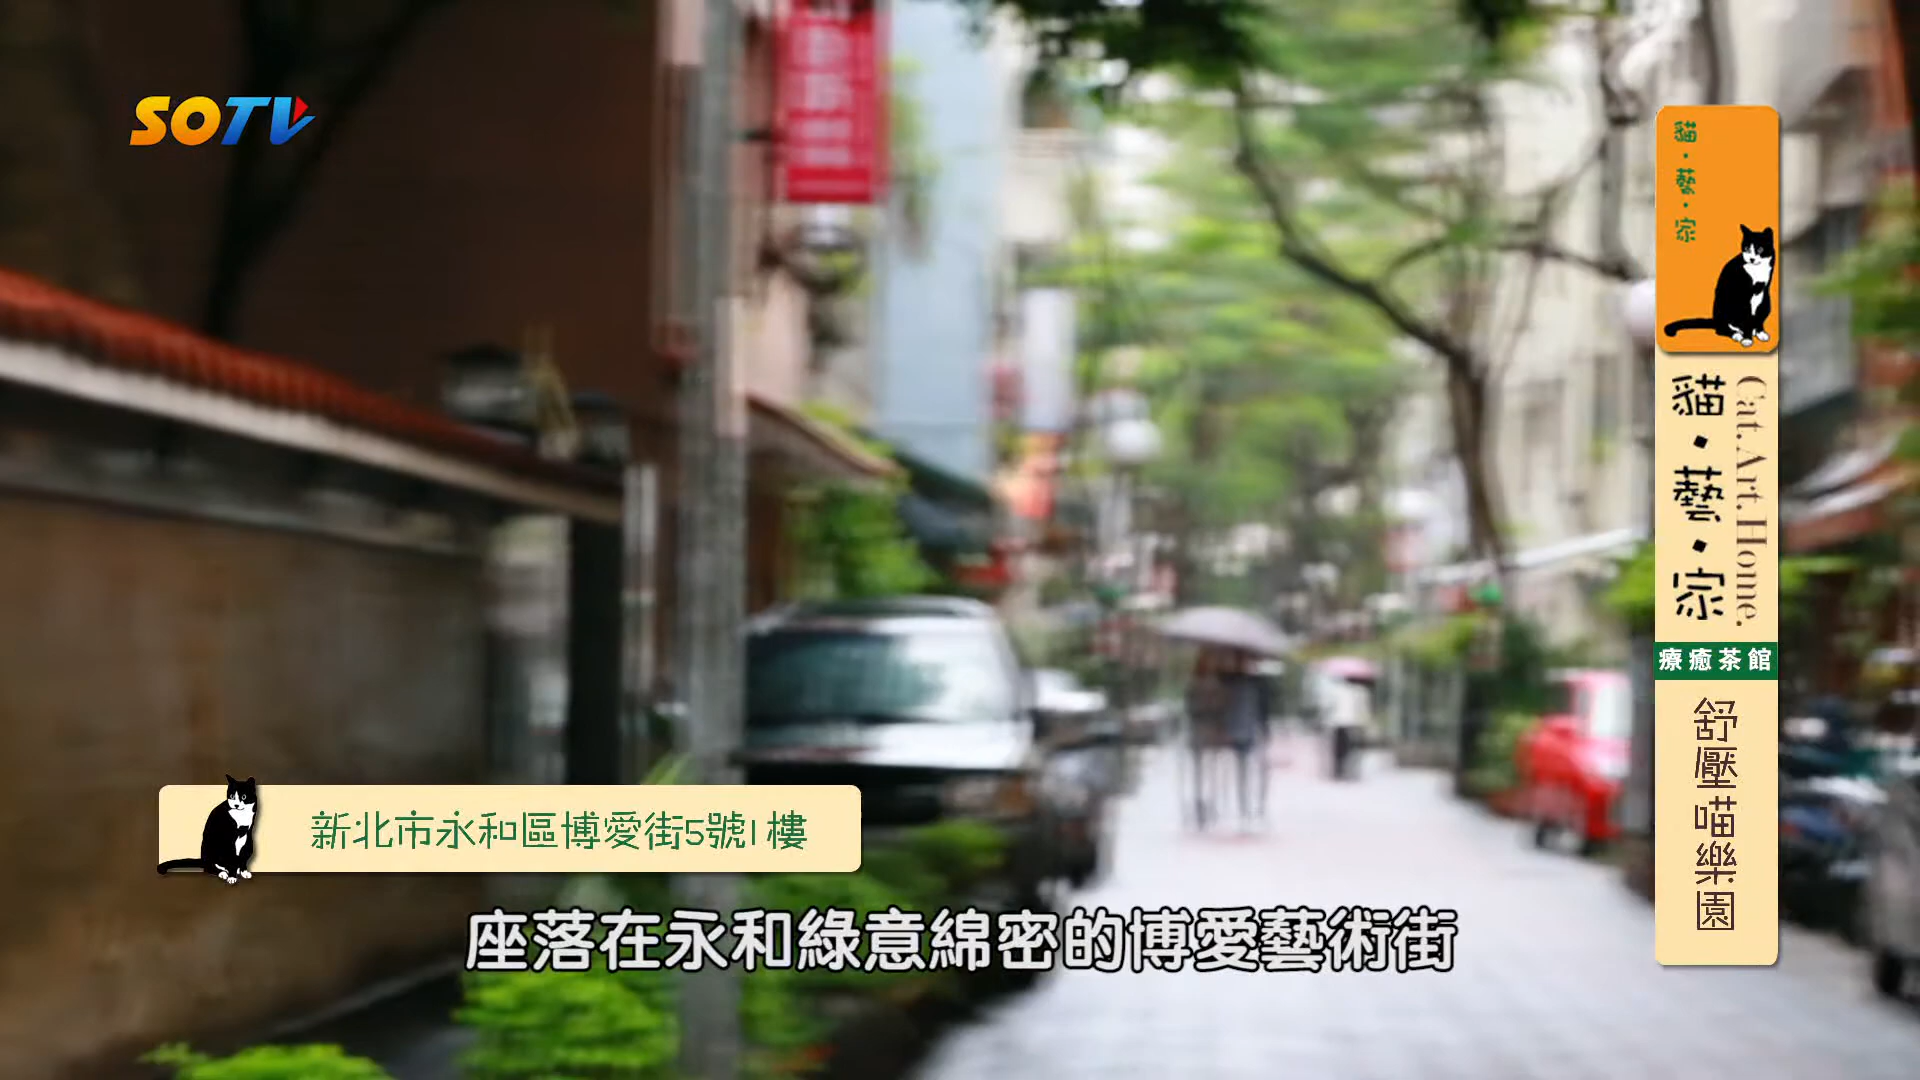 SOTV
貓・藝・家
貓・藝・家
Cat.Art.Home.
療癒茶館
舒壓喵樂園
新北市永和區博愛街5號1樓
座落在永和綠意綿密的博愛藝術街